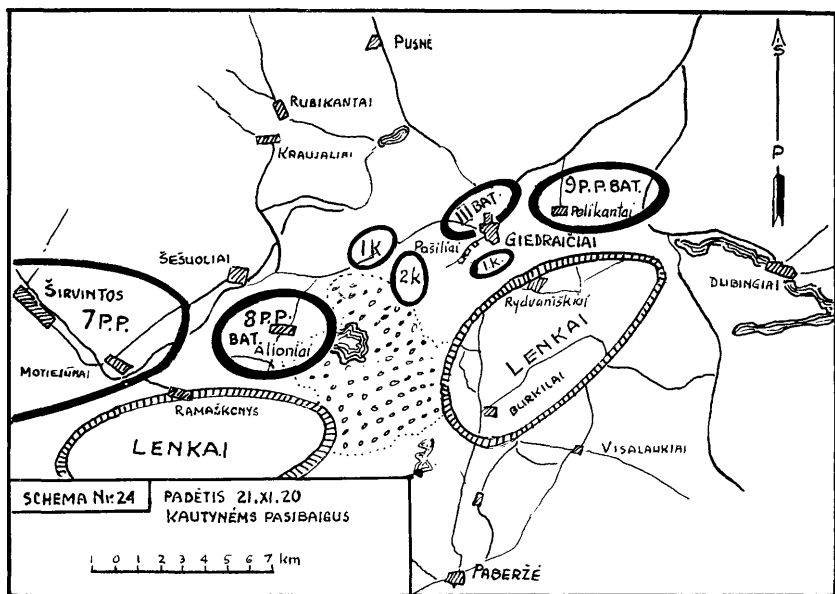 PUSNĖ
RUBIKANTAI
KRAUJALIAI
Š
P
III BAT.
9 P.P. BAT.
Pelikantai
1 K
Pašiliai
GIEDRAIČIAI
2 K
1.K.
ŠEŠUOLIAI
DUBINGIAI
Rydvaniškiai
ŠIRVINTOS
7 P.P.
8 P.P.
BAT.
Alioniai
LENKAI
MOTIEJŪNAI
RAMAŠKONYS
BURKILAI
LENKAI
VISALAUKIAI
SCHEMA Nr.24
PADĖTIS 21.XI.20
KAUTYNĖMS PASIBAIGUS
1 0 1 2 3 4 5 6 7 km
PABERŽĖ